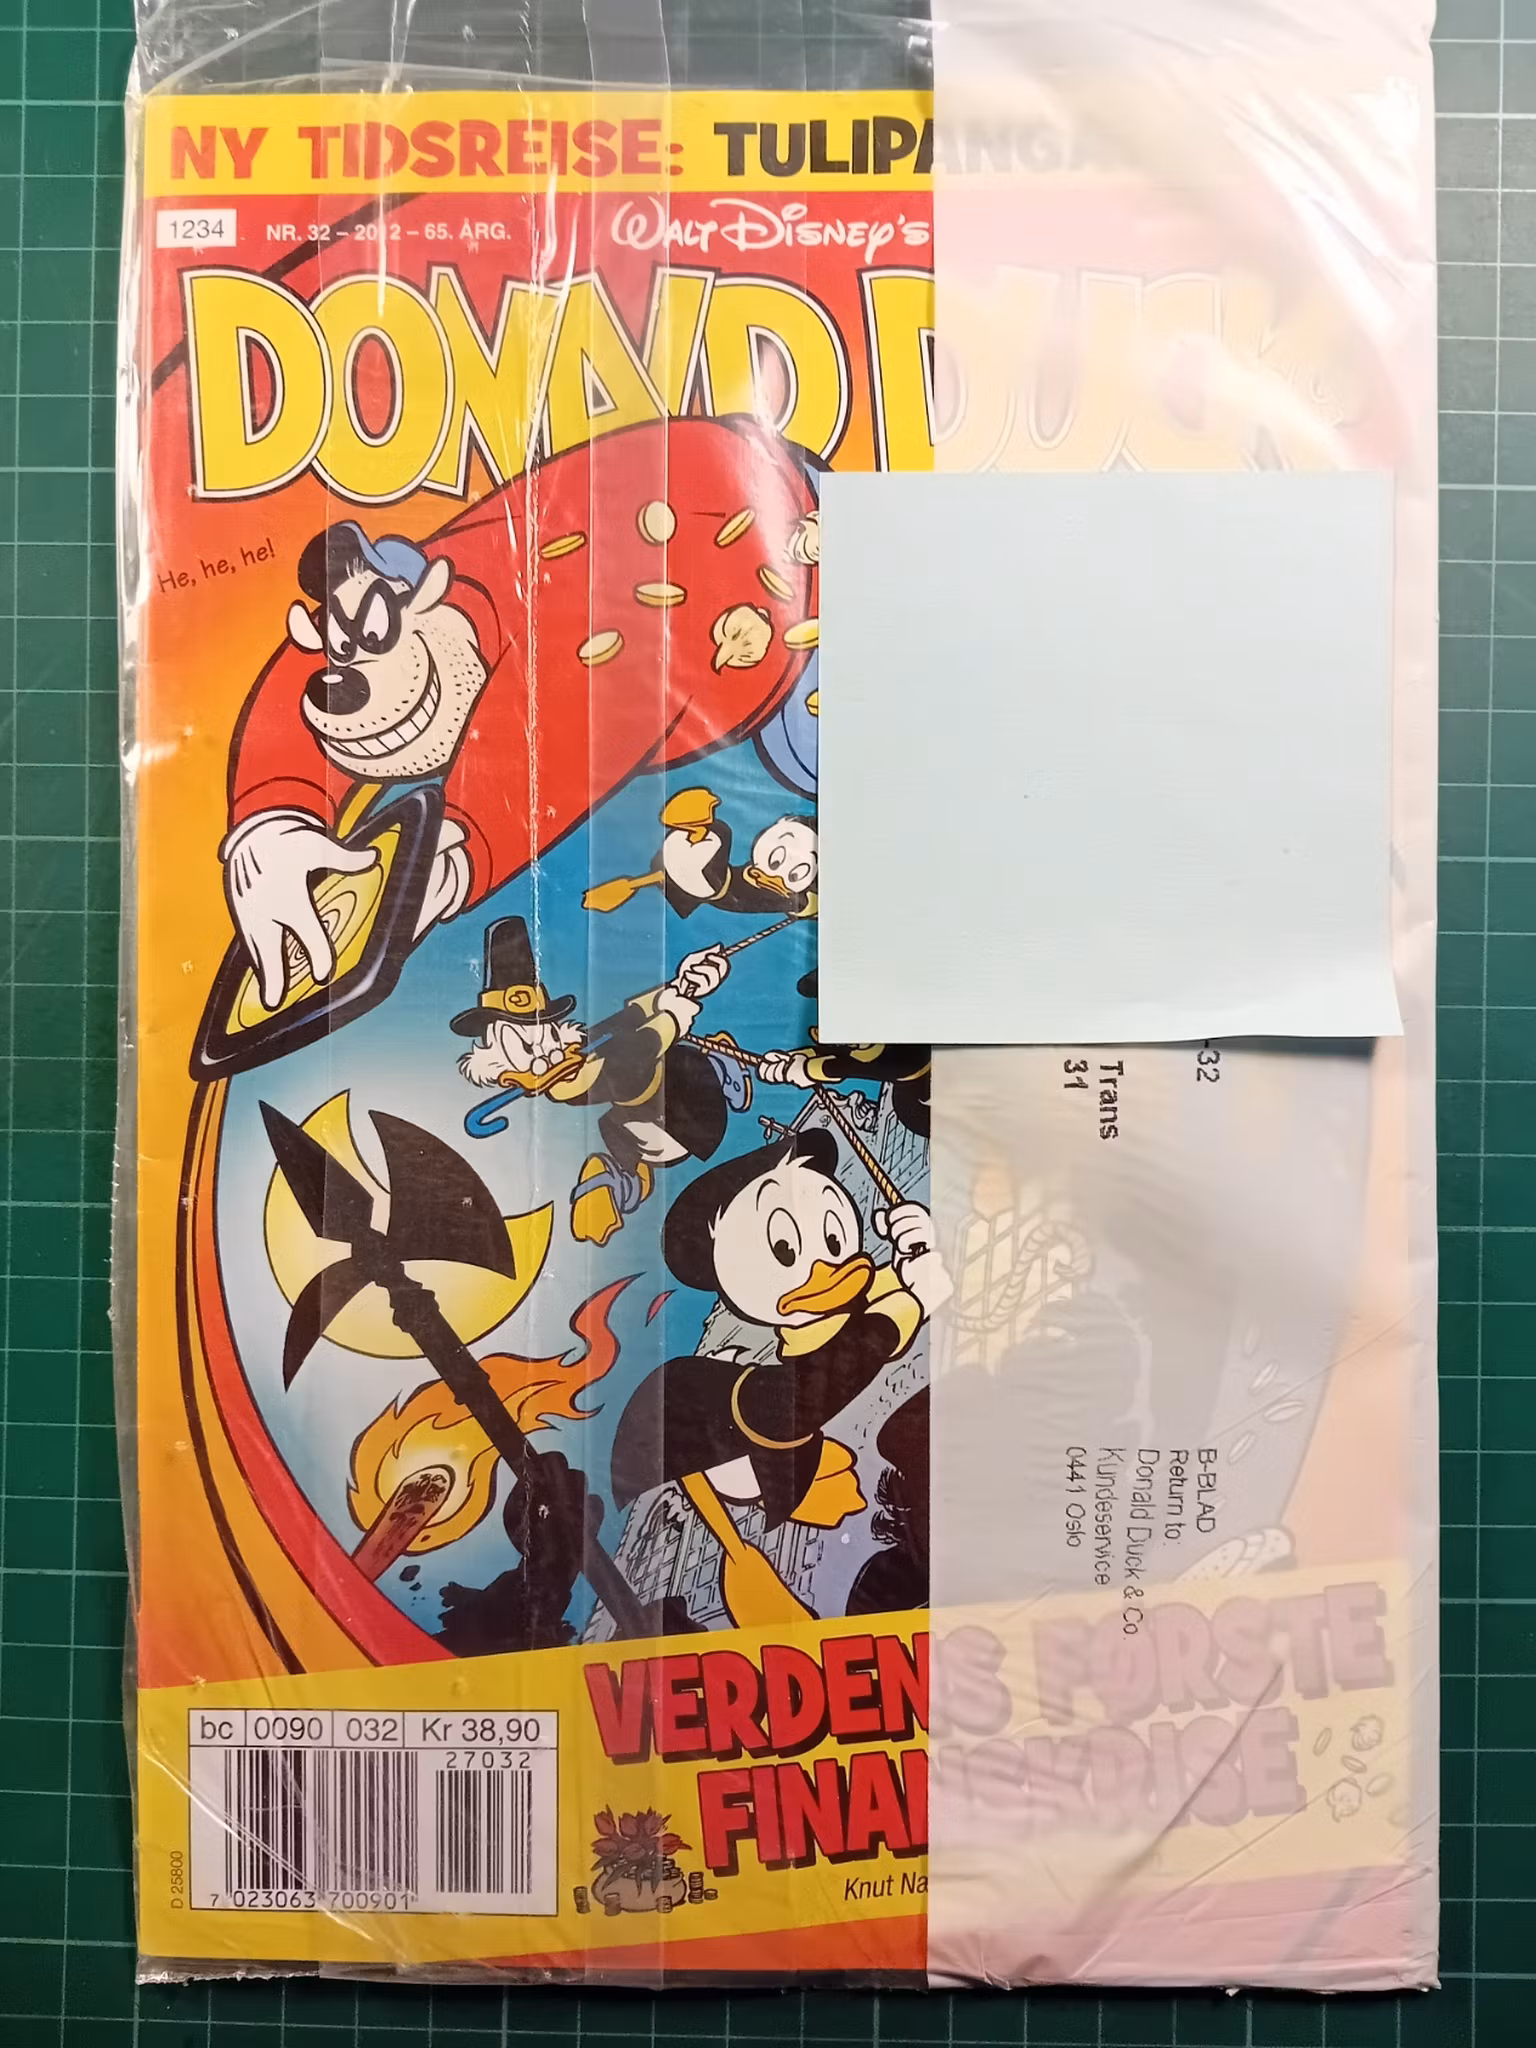 NY TIDSREISE: TULIPANGA
1234
NR. 32 – 2012 – 65. ÅRG.
WALT DISNEY'S
DONALD DUCK
He, he, he!
-32
Trans
31
B-BLAD
Return to:
Donald Duck & Co.
Kundeservice
0441 Oslo
VERDENS FØRSTE
FINANSKRISE
Knut Na
bc 0090 032 Kr 38,90
27032
7 023063 700901
D 25800